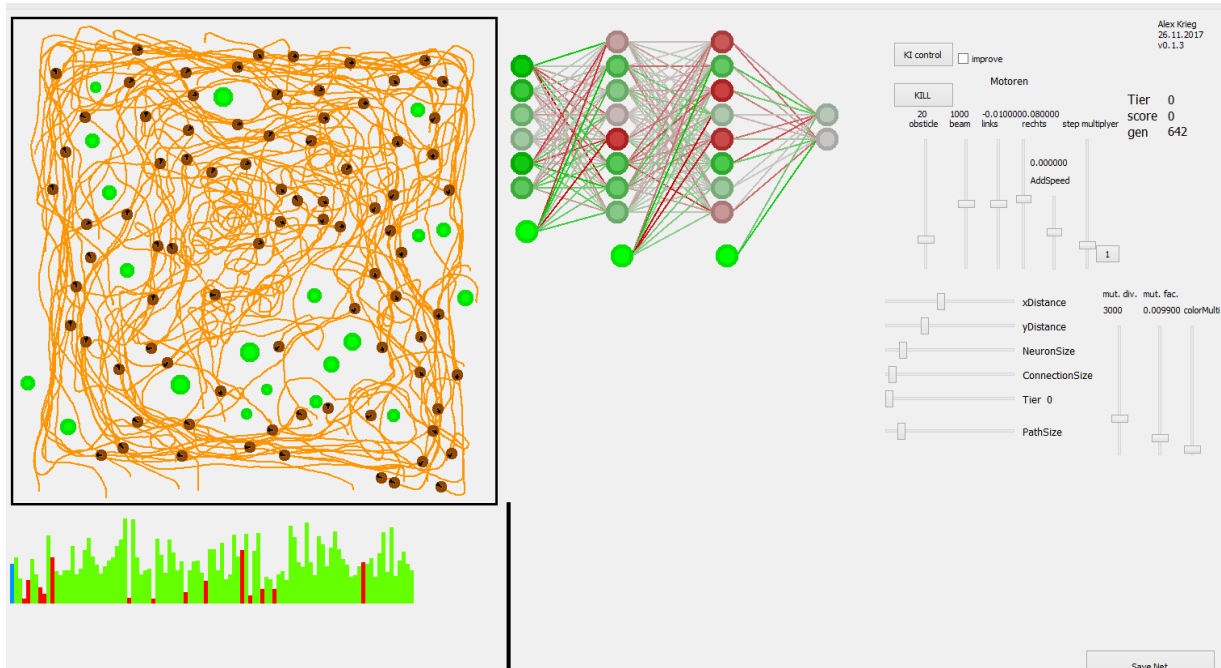 Alex Krieg
26.11.2017
v0.1.3
KI control
improve
KILL
Motoren
Tier 0
score 0
gen 642
20 1000 -0.0100000.080000
obsticle beam links rechts step multiplyer
0.000000
AddSpeed
1
xDistance
yDistance
NeuronSize
ConnectionSize
Tier 0
PathSize
mut. div. mut. fac.
3000 0.009900 colorMulti
Save Net